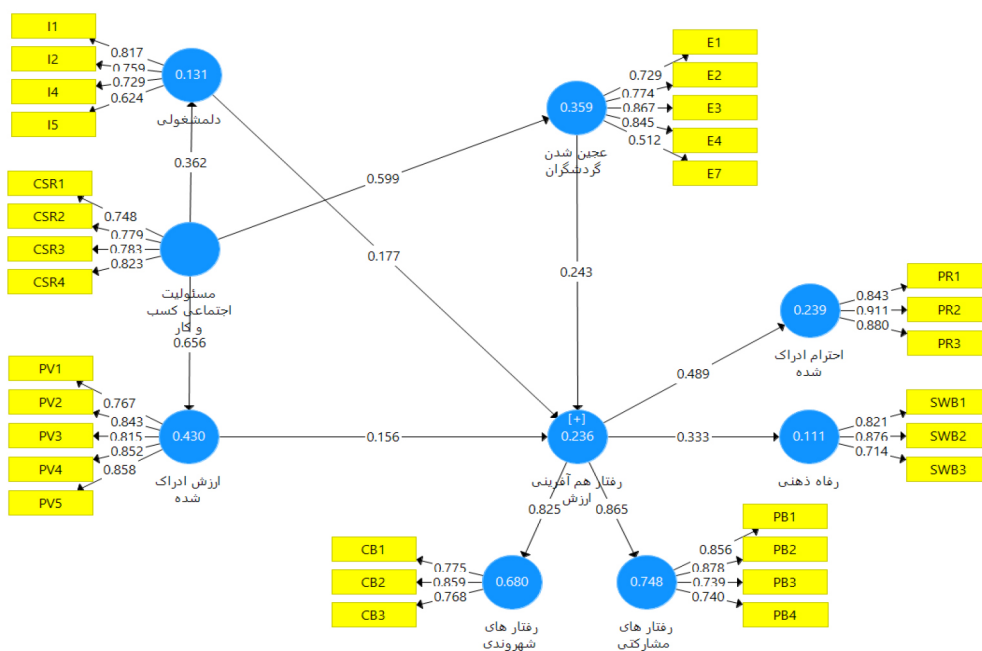 I1
I2
I4
I5
0.817
0.759
0.729
0.624
0.131
دلمشغولی
0.362
0.599
0.177
E1
E2
E3
E4
E7
0.729
0.774
0.867
0.845
0.512
0.359
عجین شدن
گردشگران
0.243
CSR1
CSR2
CSR3
CSR4
0.748
0.779
0.783
0.823
مسئولیت
اجتماعی کسب
و کار
0.656
PV1
PV2
PV3
PV4
PV5
0.767
0.843
0.815
0.852
0.858
0.430
ارزش ادراک
شده
0.156
[+]
0.236
رفتار هم آفرینی
ارزش
0.489
0.333
0.239
احترام ادراک
شده
0.843
0.911
0.880
PR1
PR2
PR3
0.111
رفاه ذهنی
0.821
0.876
0.714
SWB1
SWB2
SWB3
0.825
0.865
CB1
CB2
CB3
0.775
0.859
0.768
0.680
رفتار های
شهروندی
0.748
رفتار های
مشارکتی
0.856
0.878
0.739
0.740
PB1
PB2
PB3
PB4